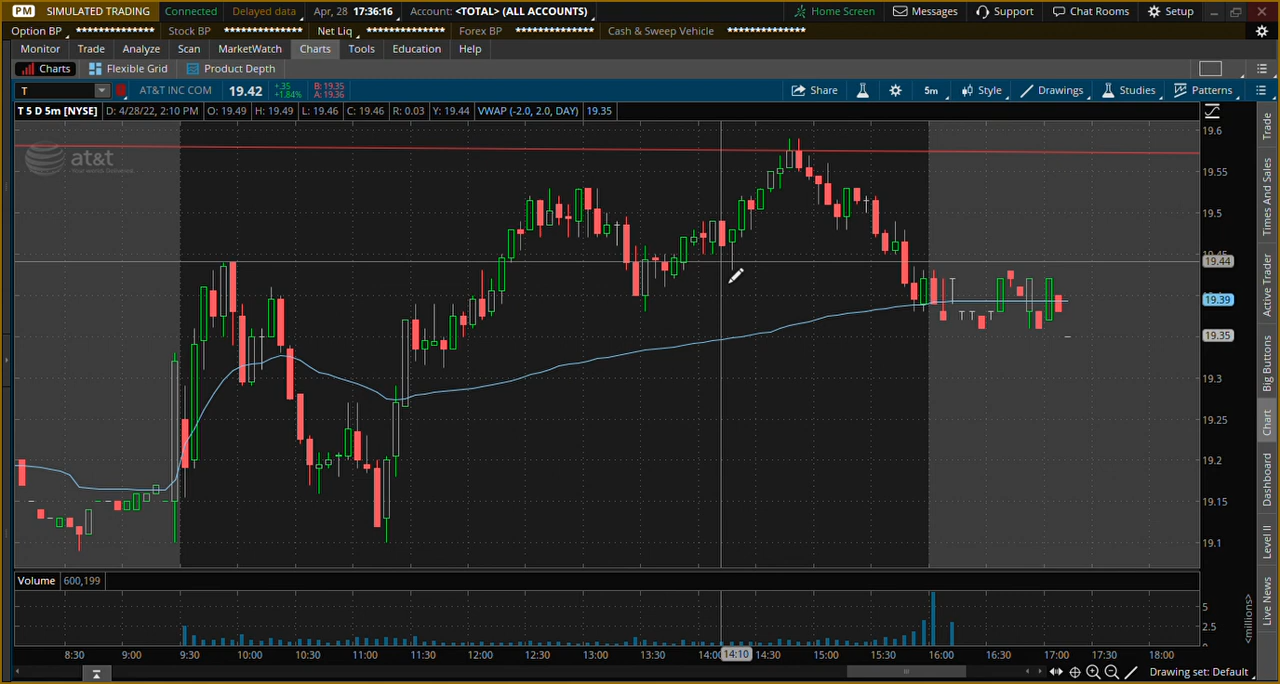 PM SIMULATED TRADING Connected Delayed data Apr, 28 17:36:16 Account: <TOTAL> (ALL ACCOUNTS) Home Screen Messages Support Chat Rooms Setup
Option BP ************** Stock BP ************** Net Liq ************** Forex BP ************** Cash & Sweep Vehicle **************
Monitor Trade Analyze Scan MarketWatch Charts Tools Education Help
Charts Flexible Grid Product Depth
T AT&T INC COM 19.42 +.35 +1.84% B: 19.35 A: 19.36 Share 5m Style Drawings Studies Patterns
T 5 D 5m [NYSE] D: 4/28/22, 2:10 PM O: 19.49 H: 19.49 L: 19.46 C: 19.46 R: 0.03 Y: 19.44 VWAP (-2.0, 2.0, DAY) 19.35
at&t
19.6
19.55
19.5
19.45
19.44
19.39
19.35
19.3
19.25
19.2
19.15
19.1
Trade
Times And Sales
Active Trader
Big Buttons
Chart
Dashboard
Level II
Live News
Volume 600,199
5
2.5
<millions>
8:30 9:00 9:30 10:00 10:30 11:00 11:30 12:00 12:30 13:00 13:30 14:00 14:10 14:30 15:00 15:30 16:00 16:30 17:00 17:30 18:00
Drawing set: Default